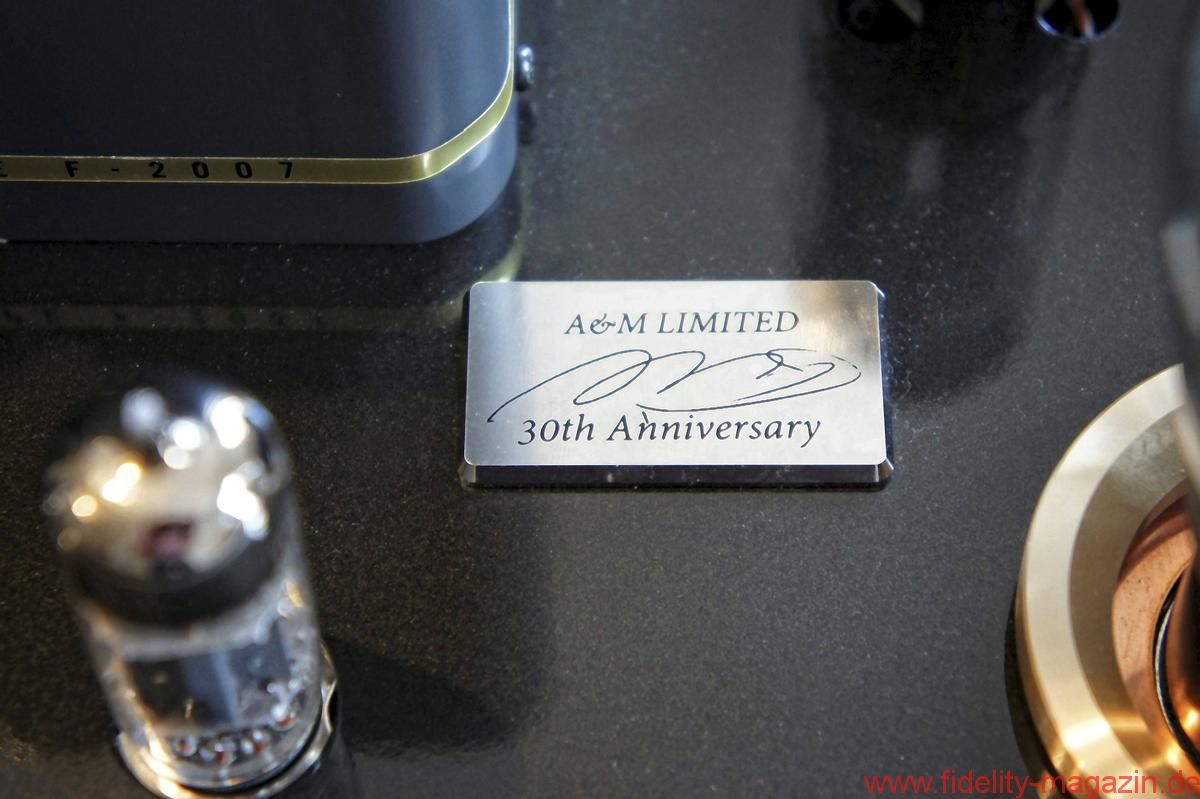 F-2007
A&M LIMITED
30th Anniversary
www.fidelity-magazin.de